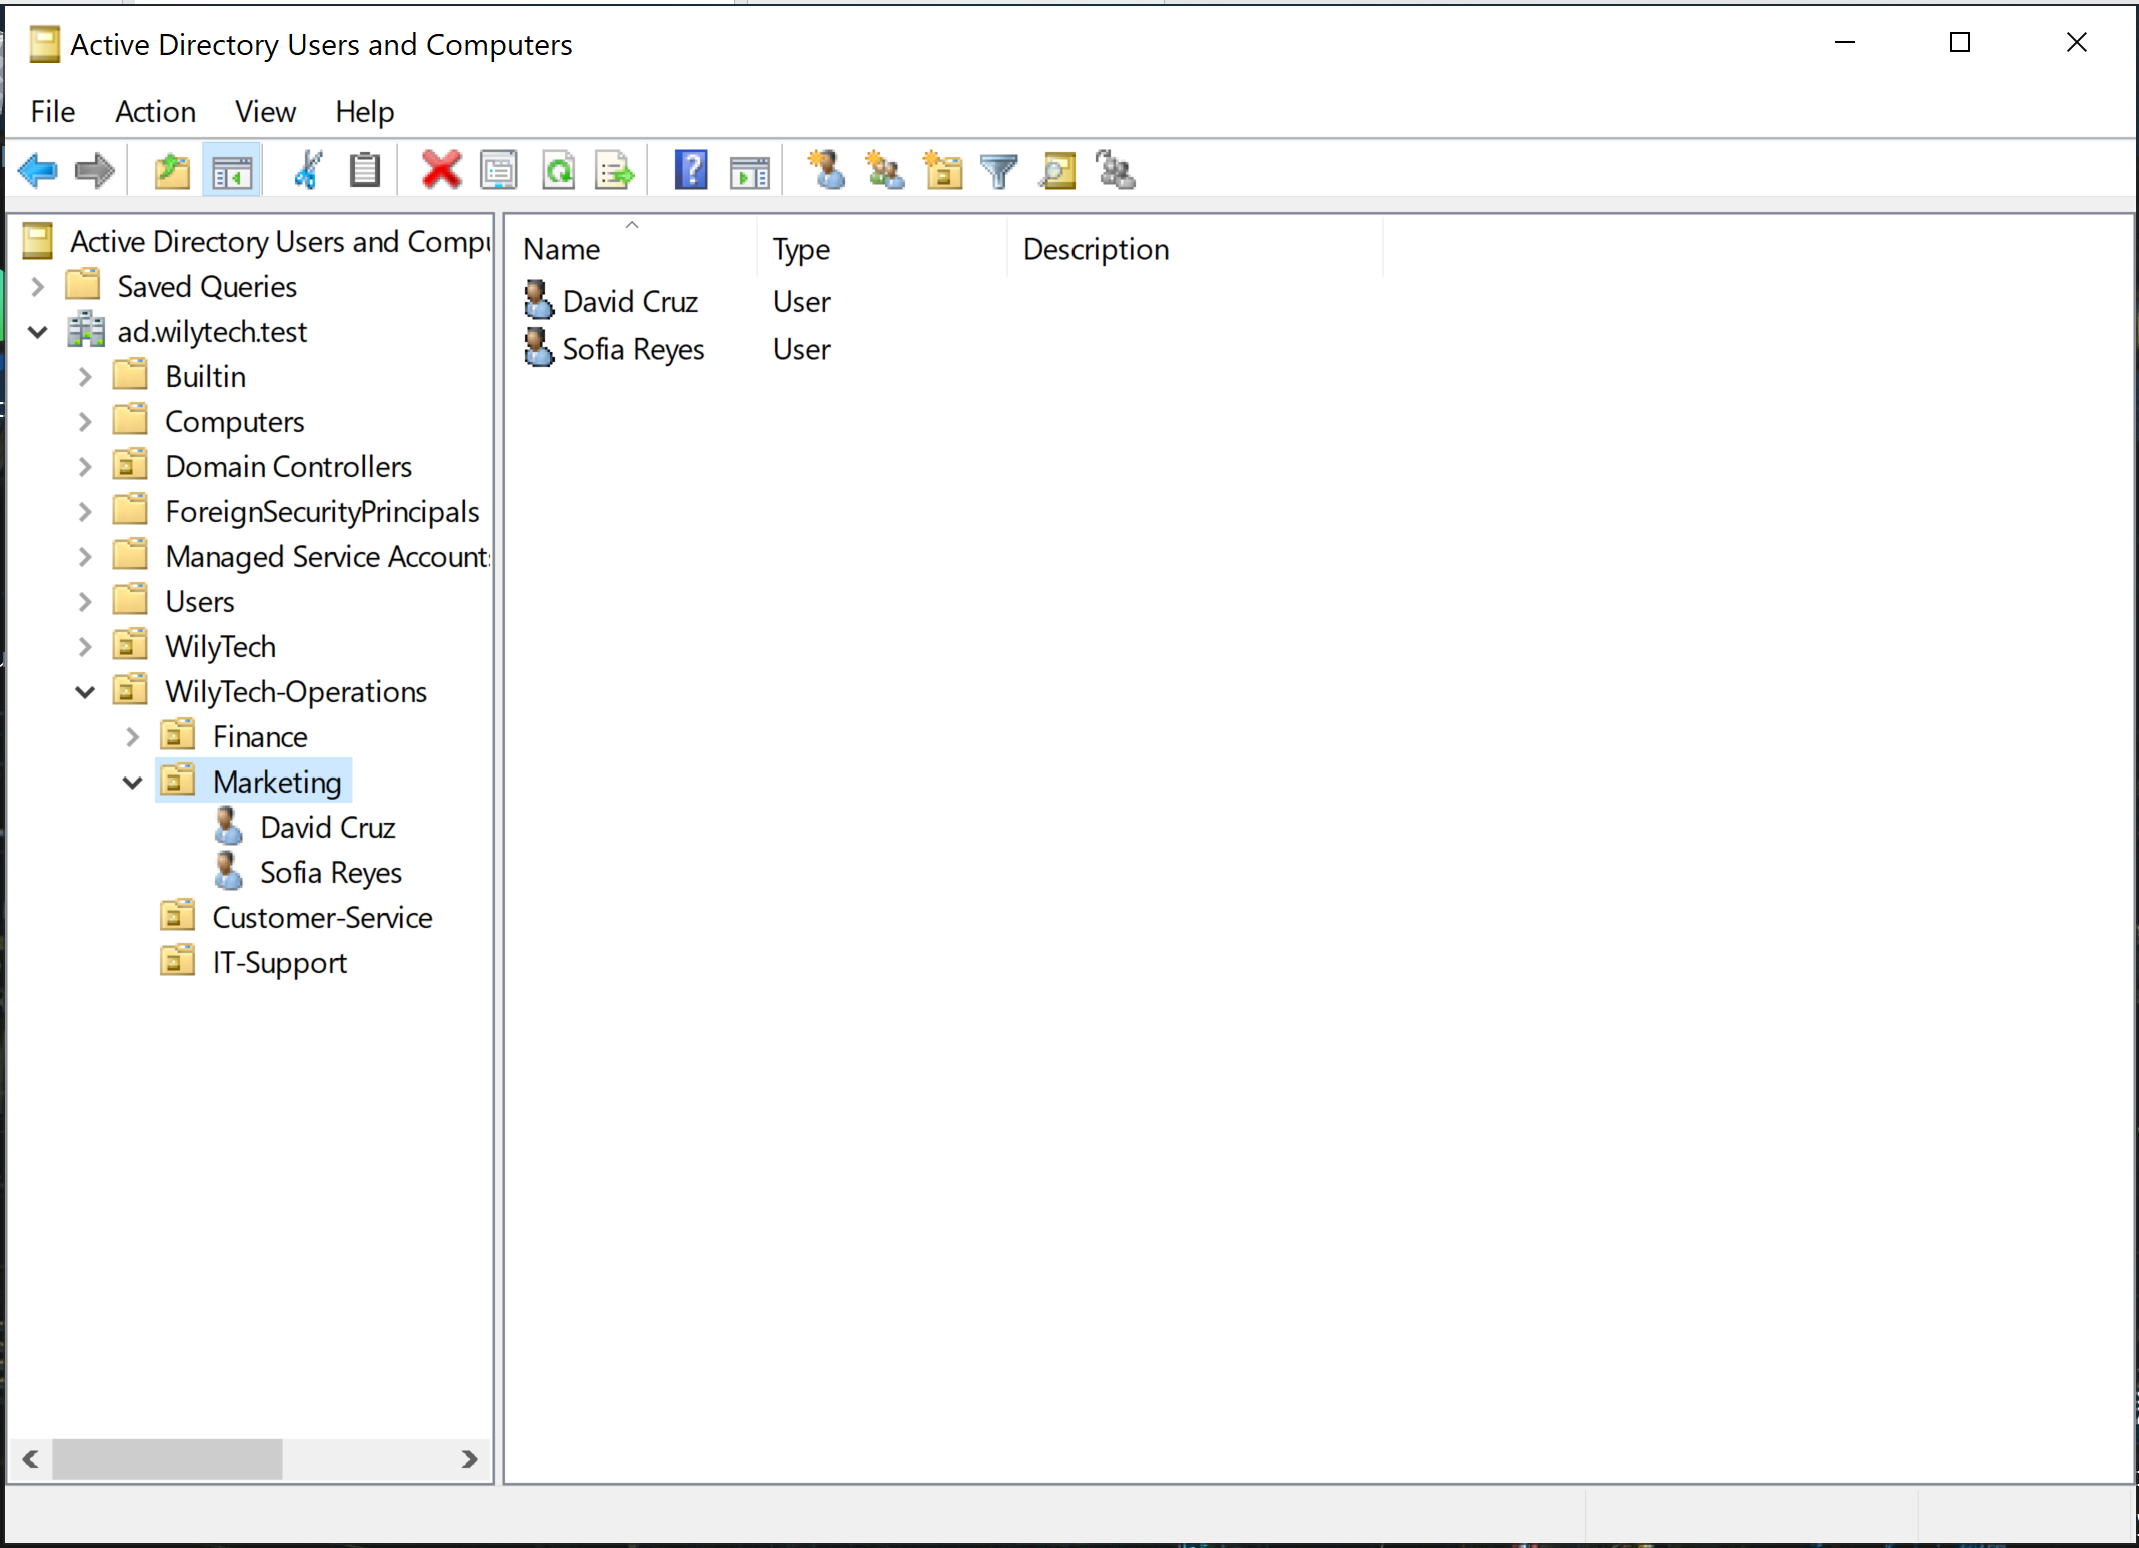 Active Directory Users and Computers
File Action View Help
Active Directory Users and Compu
Saved Queries
ad.wilytech.test
Builtin
Computers
Domain Controllers
ForeignSecurityPrincipals
Managed Service Accounts
Users
WilyTech
WilyTech-Operations
Finance
Marketing
David Cruz
Sofia Reyes
Customer-Service
IT-Support
Name Type Description
David Cruz User
Sofia Reyes User